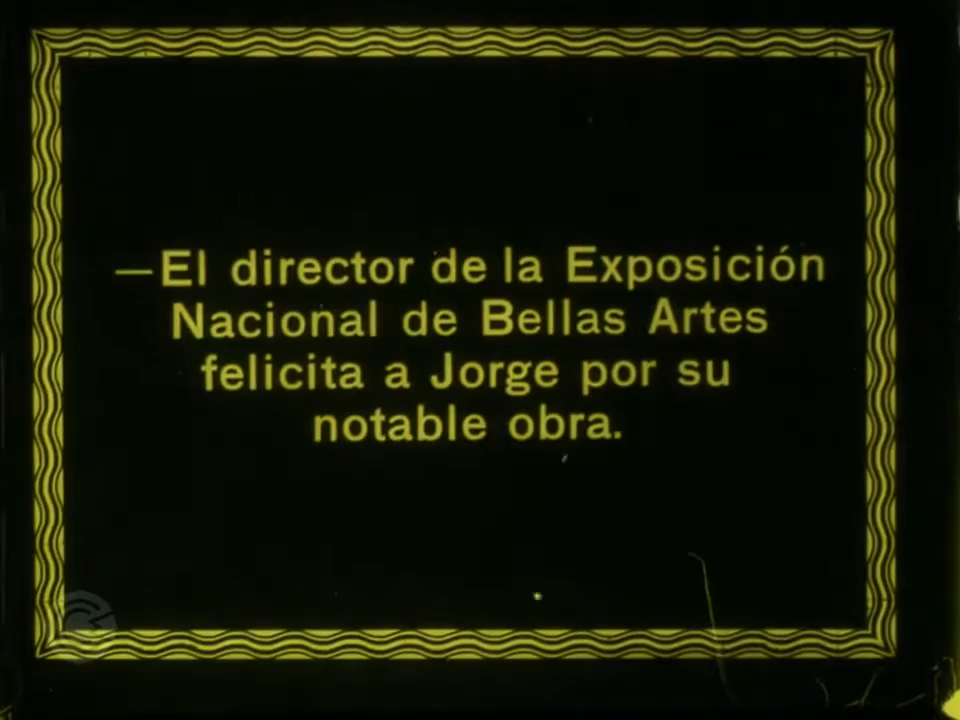 —El director de la Exposición
Nacional de Bellas Artes
felicita a Jorge por su
notable obra.